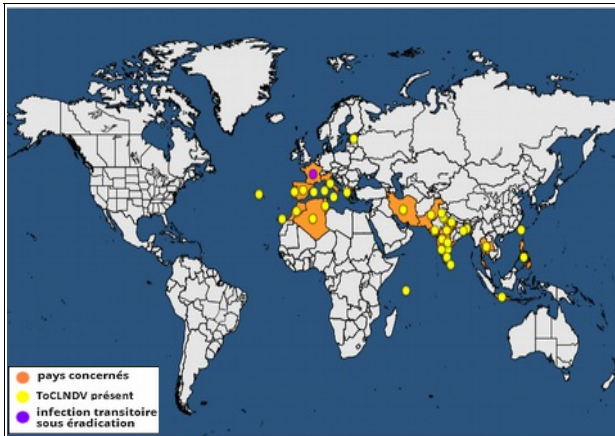 pays concernés
ToCLNDV présent
infection transitoire
sous éradication